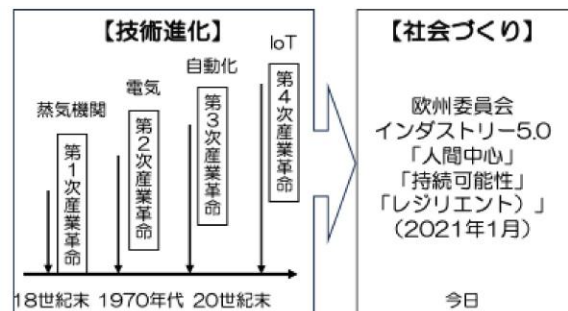 【技術進化】
IoT
自動化
電気
蒸気機関
第1次産業革命
第2次産業革命
第3次産業革命
第4次産業革命
18世紀末 1970年代 20世紀末
【社会づくり】
欧州委員会
インダストリー5.0
「人間中心」
「持続可能性」
「レジリエント）」
（2021年1月）
今日